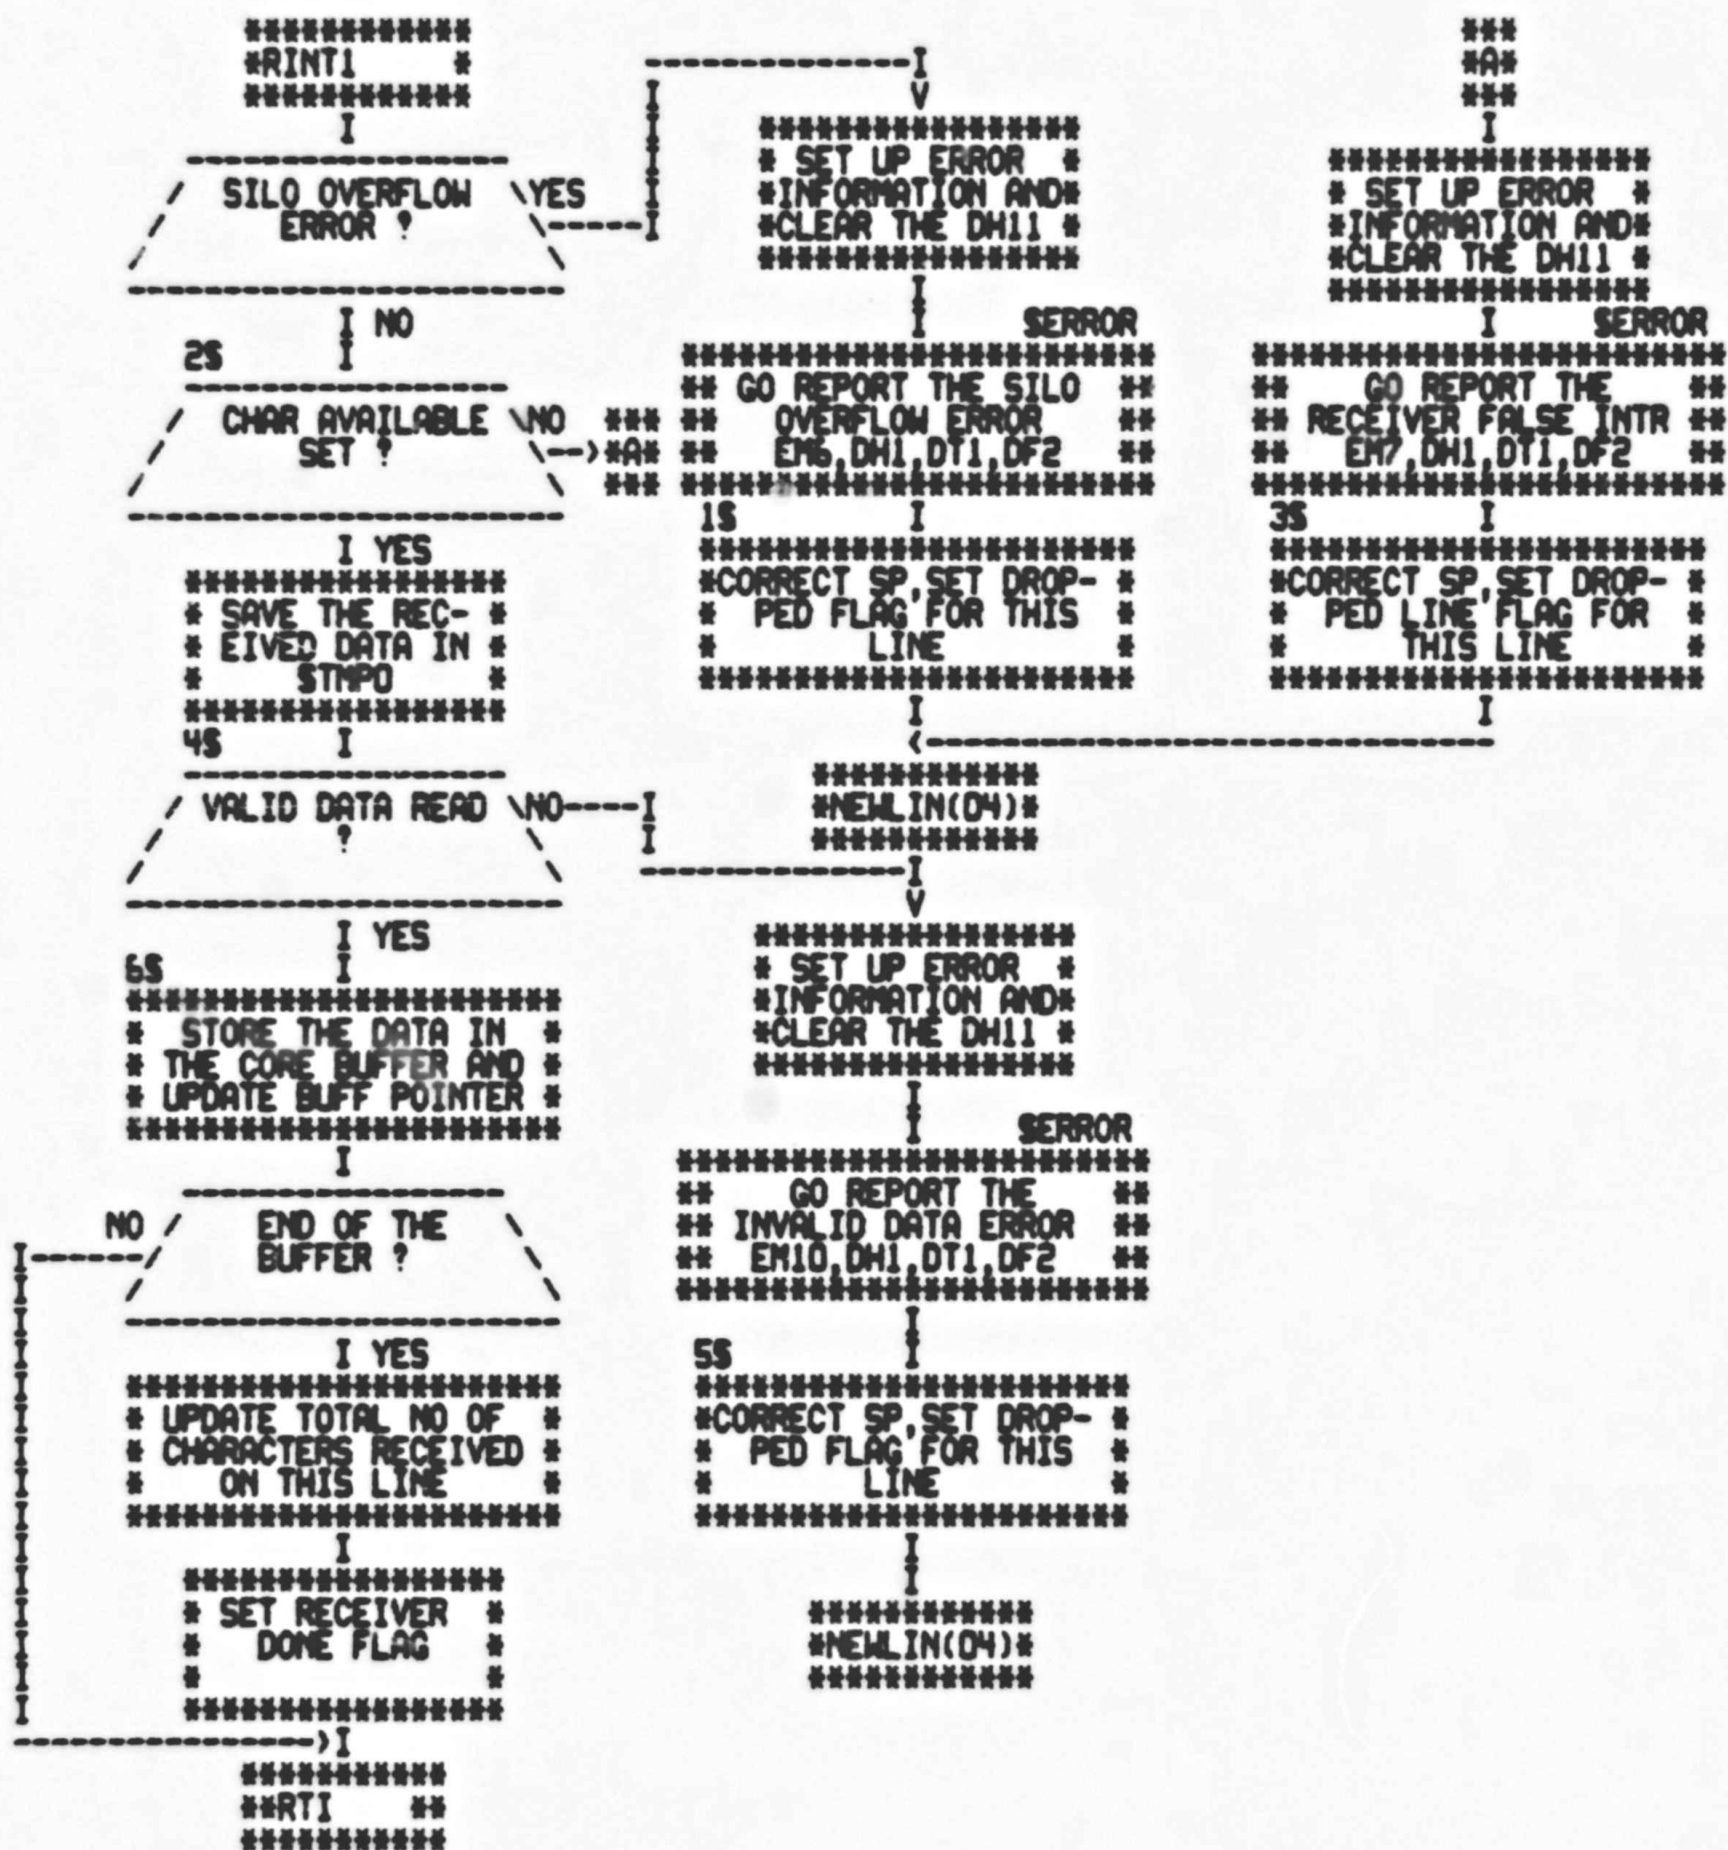 RINT1
SILO OVERFLOW
ERROR ?
YES
NO
2$
CHAR AVAILABLE
SET ?
NO
A
YES
SAVE THE REC-
EIVED DATA IN
$TMPO
4$
VALID DATA READ
?
NO
YES
6$
STORE THE DATA IN
THE CORE BUFFER AND
UPDATE BUFF POINTER
NO
END OF THE
BUFFER ?
YES
UPDATE TOTAL NO OF
CHARACTERS RECEIVED
ON THIS LINE
SET RECEIVER
DONE FLAG
RTI
SET UP ERROR
INFORMATION AND
CLEAR THE DH11
$ERROR
GO REPORT THE SILO
OVERFLOW ERROR
EM6,DH1,DT1,DF2
1$
CORRECT SP,SET DROP-
PED FLAG FOR THIS
LINE
NEWLIN(04)
SET UP ERROR
INFORMATION AND
CLEAR THE DH11
$ERROR
GO REPORT THE
INVALID DATA ERROR
EM10,DH1,DT1,DF2
5$
CORRECT SP,SET DROP-
PED FLAG FOR THIS
LINE
NEWLIN(04)
A
SET UP ERROR
INFORMATION AND
CLEAR THE DH11
$ERROR
GO REPORT THE
RECEIVER FALSE INTR
EM7,DH1,DT1,DF2
3$
CORRECT SP,SET DROP-
PED LINE FLAG FOR
THIS LINE